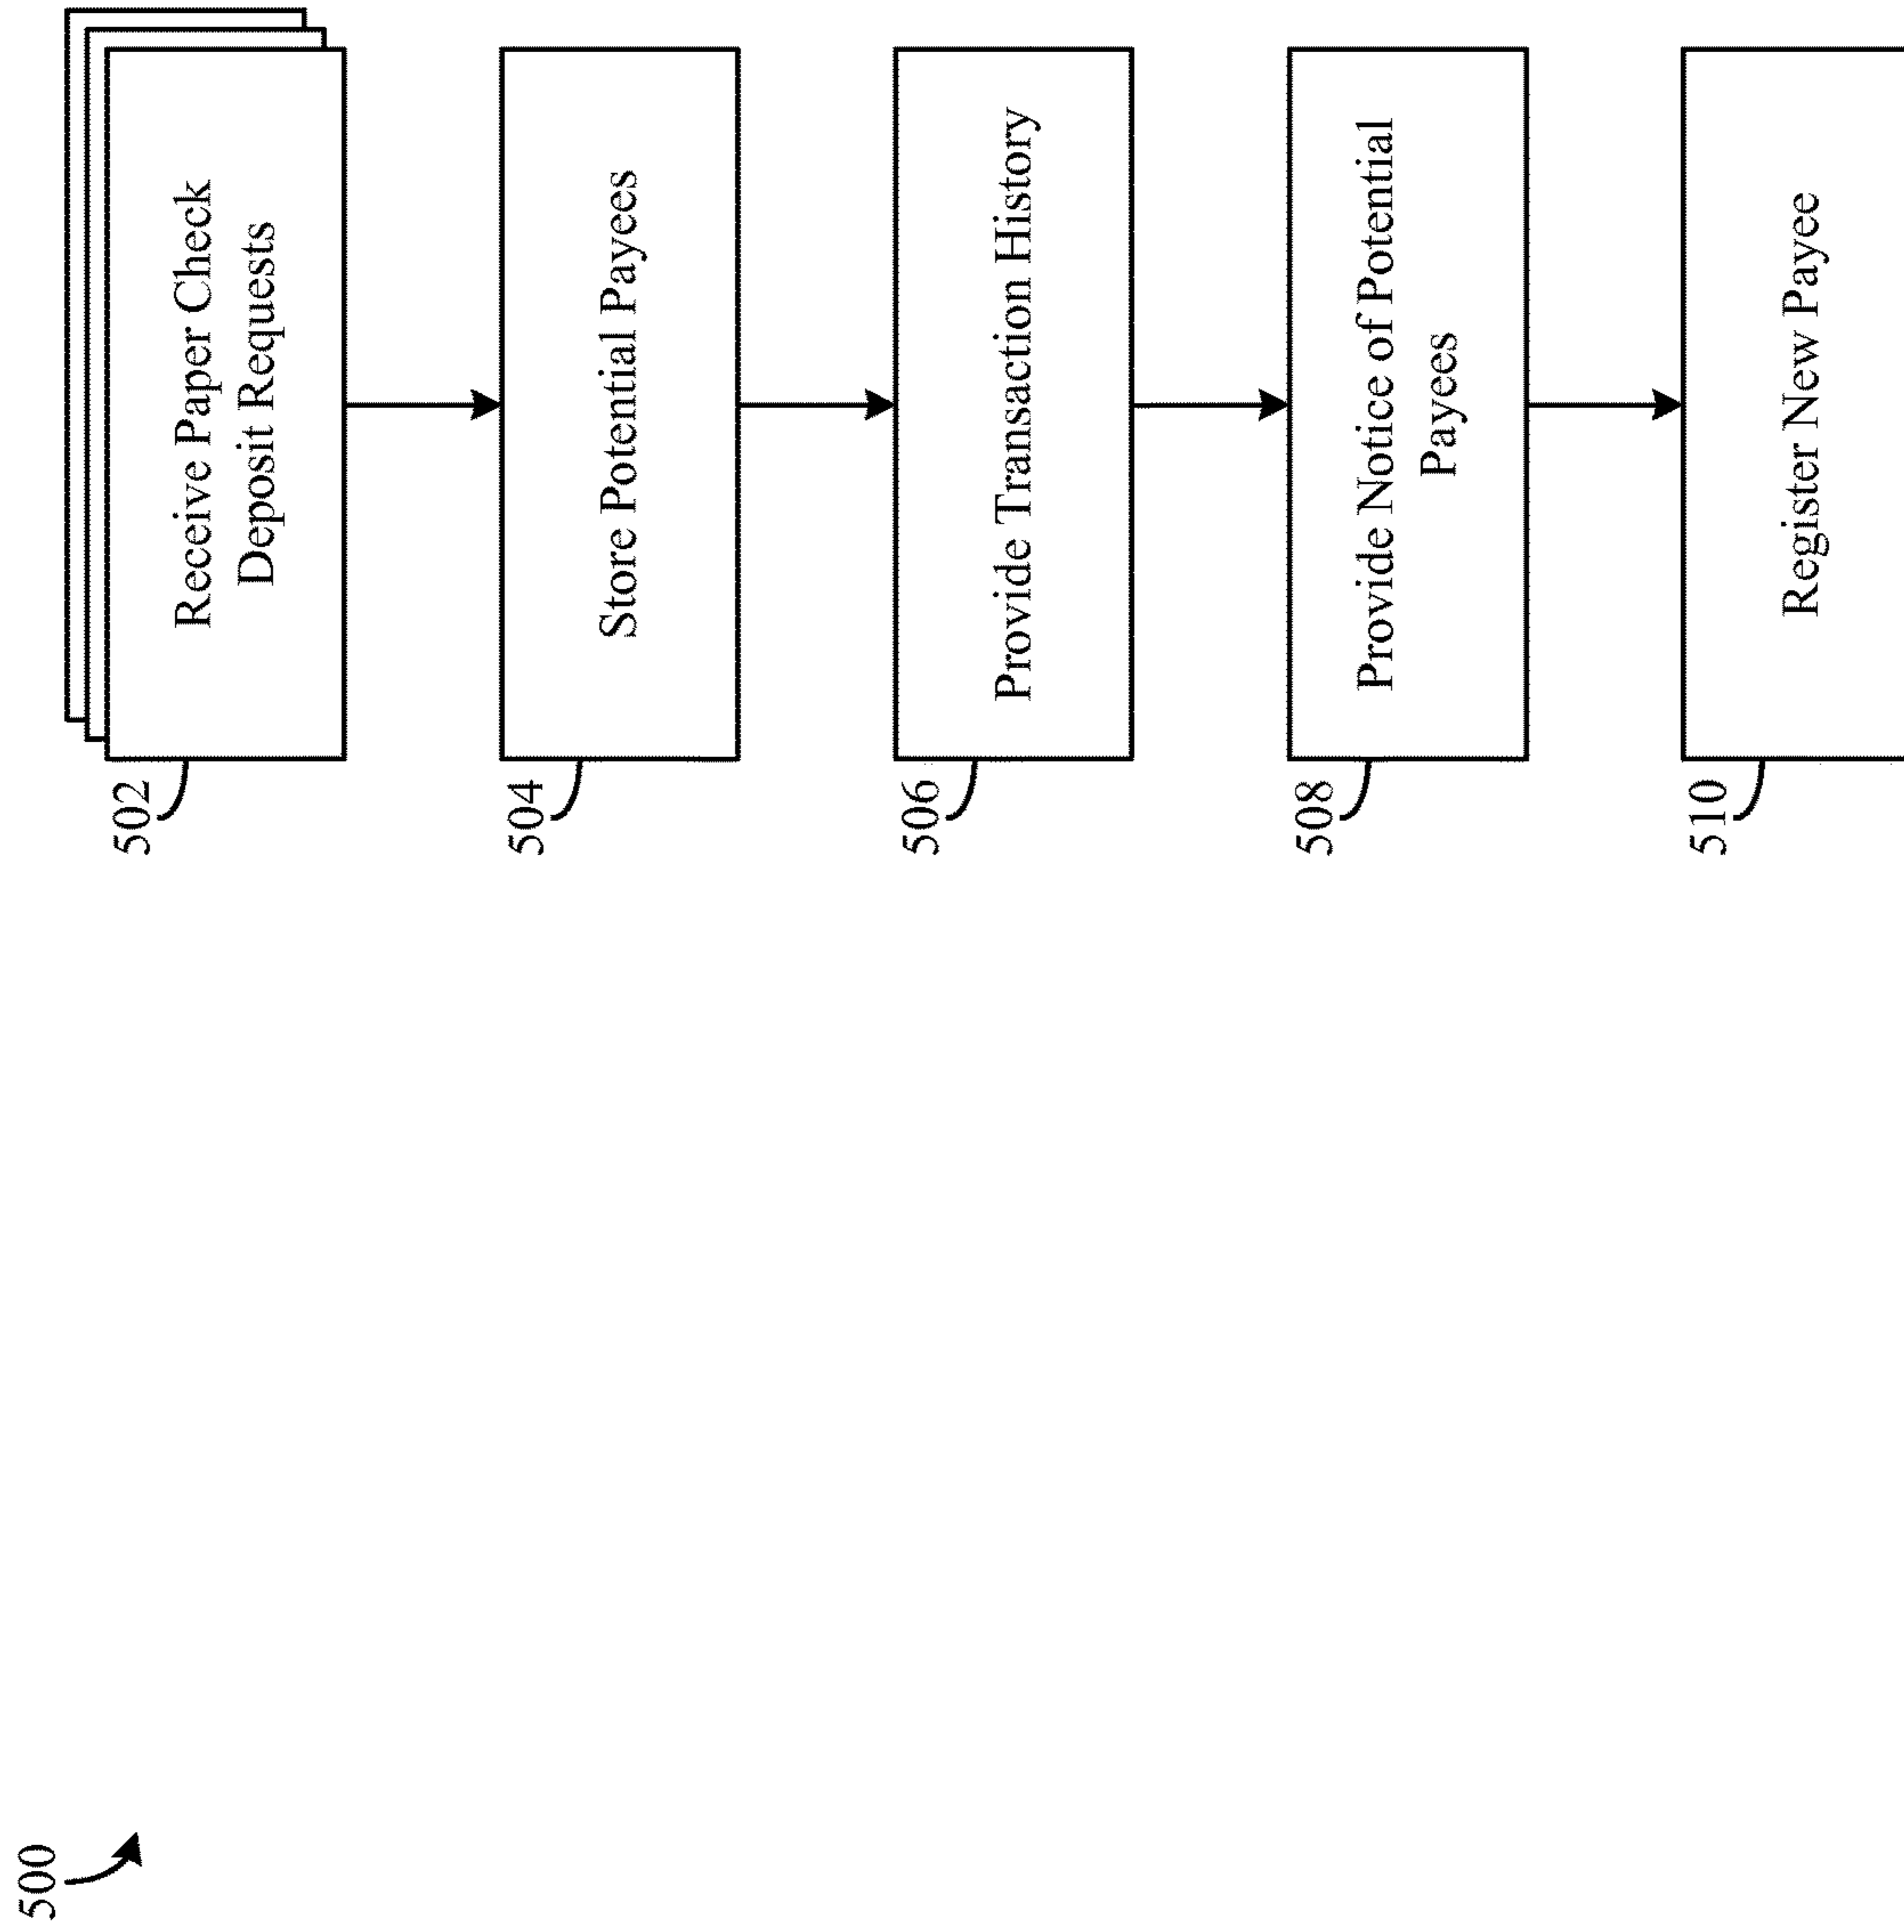 500
502
Receive Paper Check
Deposit Requests
504
Store Potential Payees
506
Provide Transaction History
508
Provide Notice of Potential
Payees
510
Register New Payee